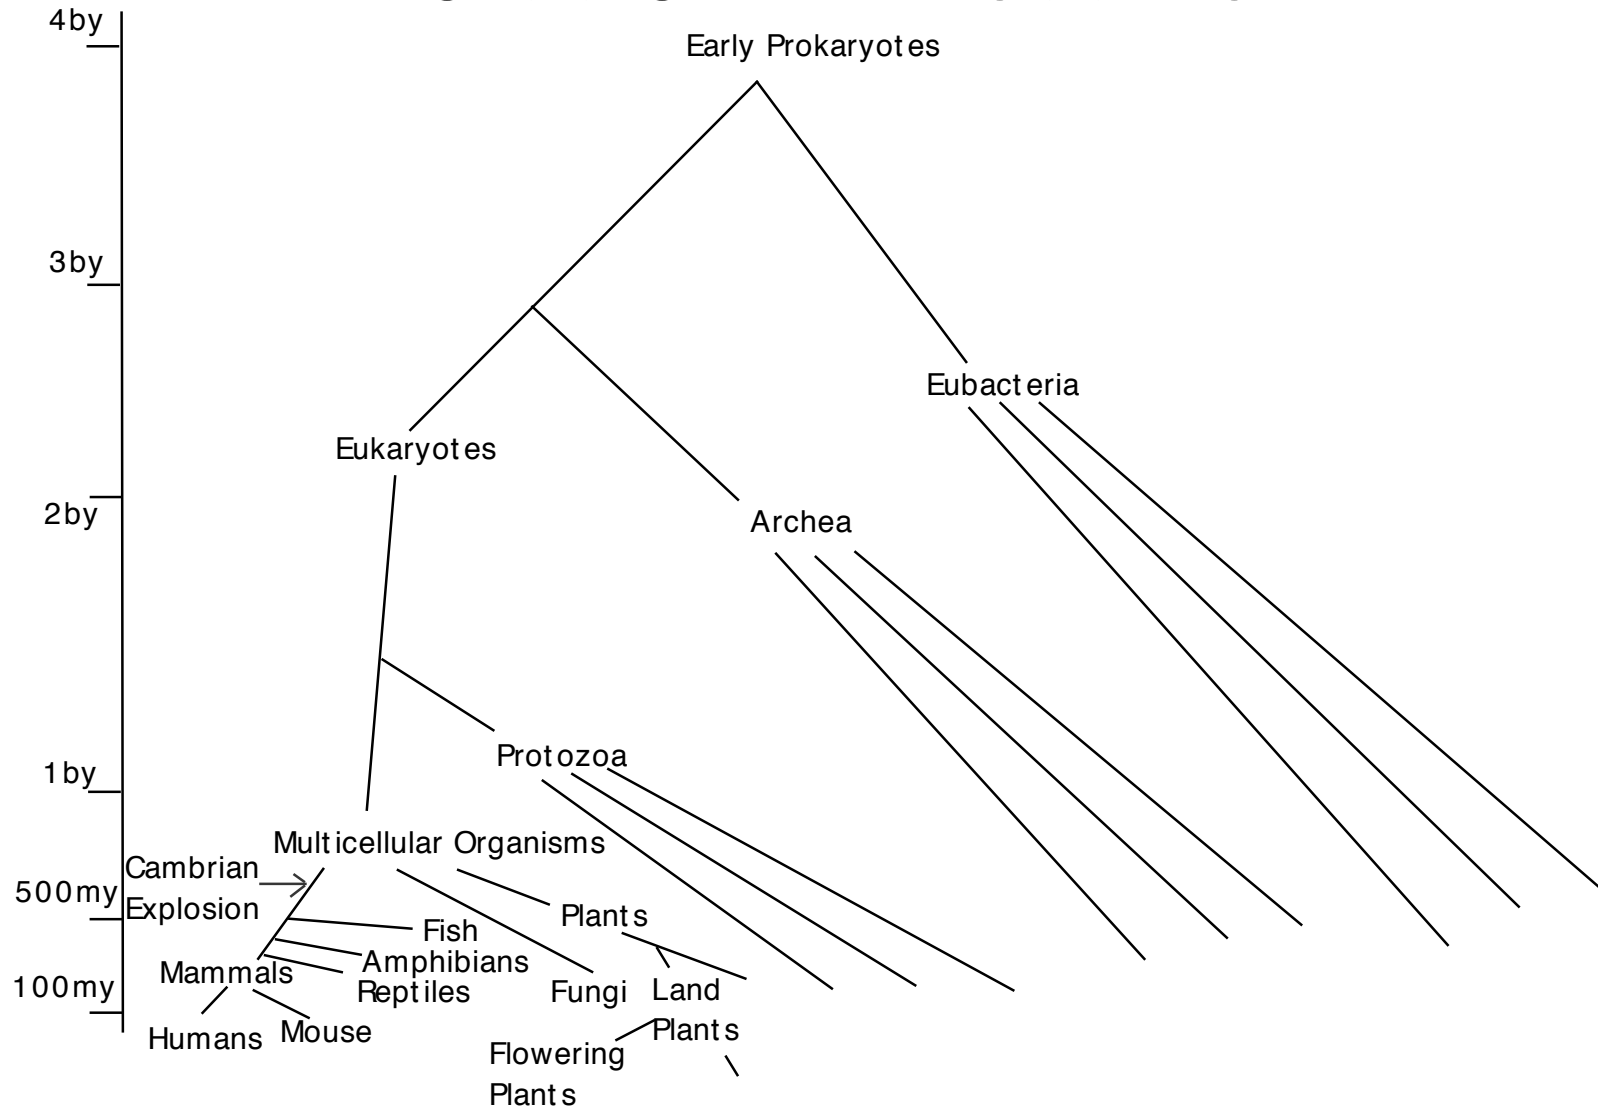 4by
Early Prokaryotes
3by
Eubacteria
Eukaryotes
2by
Archea
Protozoa
1by
Multicellular Organisms
Cambrian
Explosion
500my
Plants
Fish
Amphibians
Mammals
Reptiles
100my
Fungi
Land
Plants
Humans
Mouse
Flowering
Plants